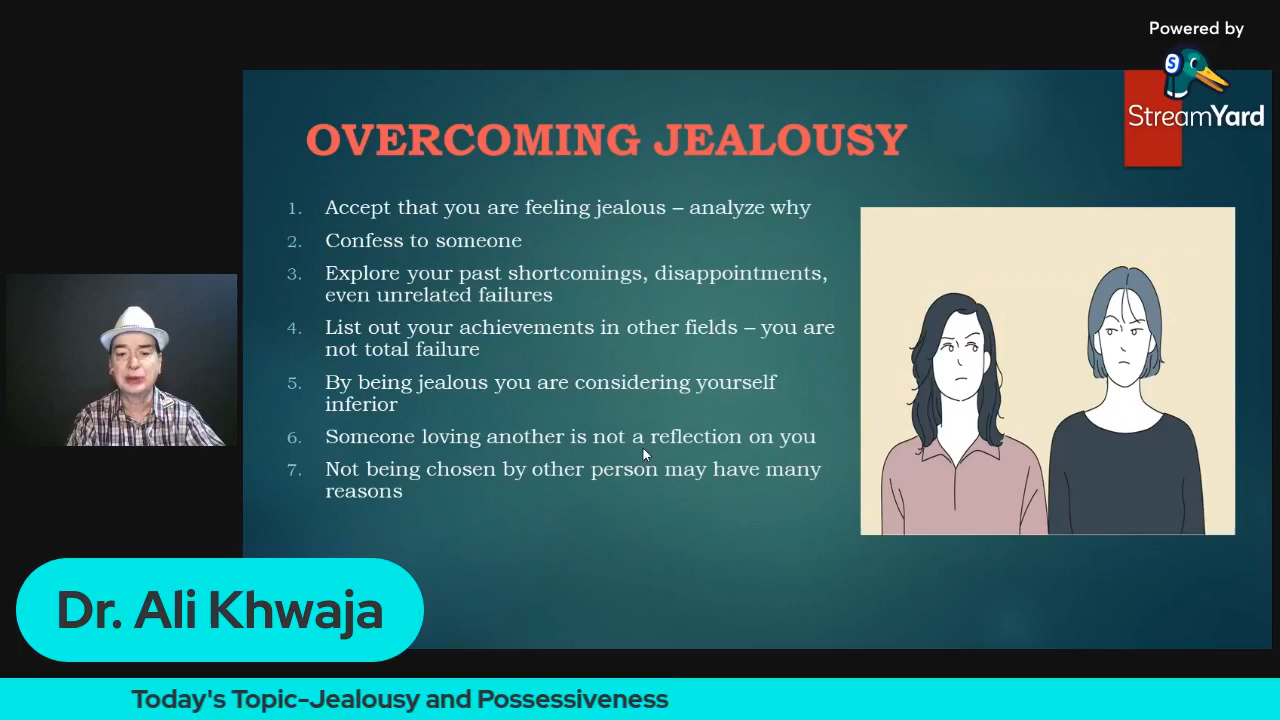 Powered by
S
StreamYard
OVERCOMING JEALOUSY
1. Accept that you are feeling jealous – analyze why
2. Confess to someone
3. Explore your past shortcomings, disappointments,
even unrelated failures
4. List out your achievements in other fields – you are
not total failure
5. By being jealous you are considering yourself
inferior
6. Someone loving another is not a reflection on you
7. Not being chosen by other person may have many
reasons
Dr. Ali Khwaja
Today's Topic-Jealousy and Possessiveness